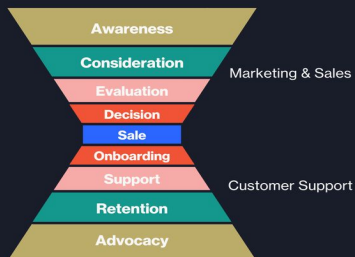 Awareness
Consideration
Marketing & Sales
Evaluation
Decision
Sale
Onboarding
Support
Customer Support
Retention
Advocacy